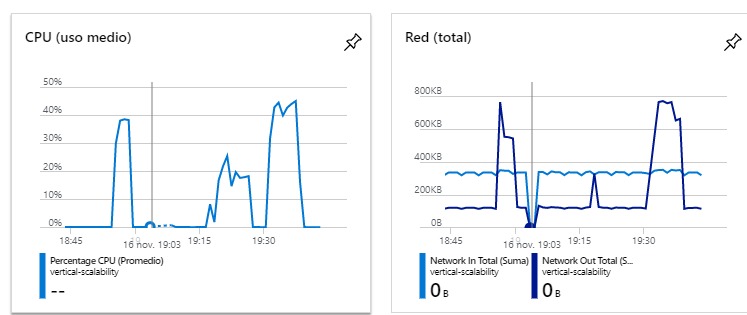 CPU (uso medio)
50%
40%
30%
20%
10%
0%
18:45
16 nov. 19:03
19:15
19:30
Percentage CPU (Promedio)
vertical-scalability
--
Red (total)
800KB
600KB
400KB
200KB
0B
18:45
16 nov. 19:03
19:15
19:30
Network In Total (Suma)
vertical-scalability
0 B
Network Out Total (S...
vertical-scalability
0 B